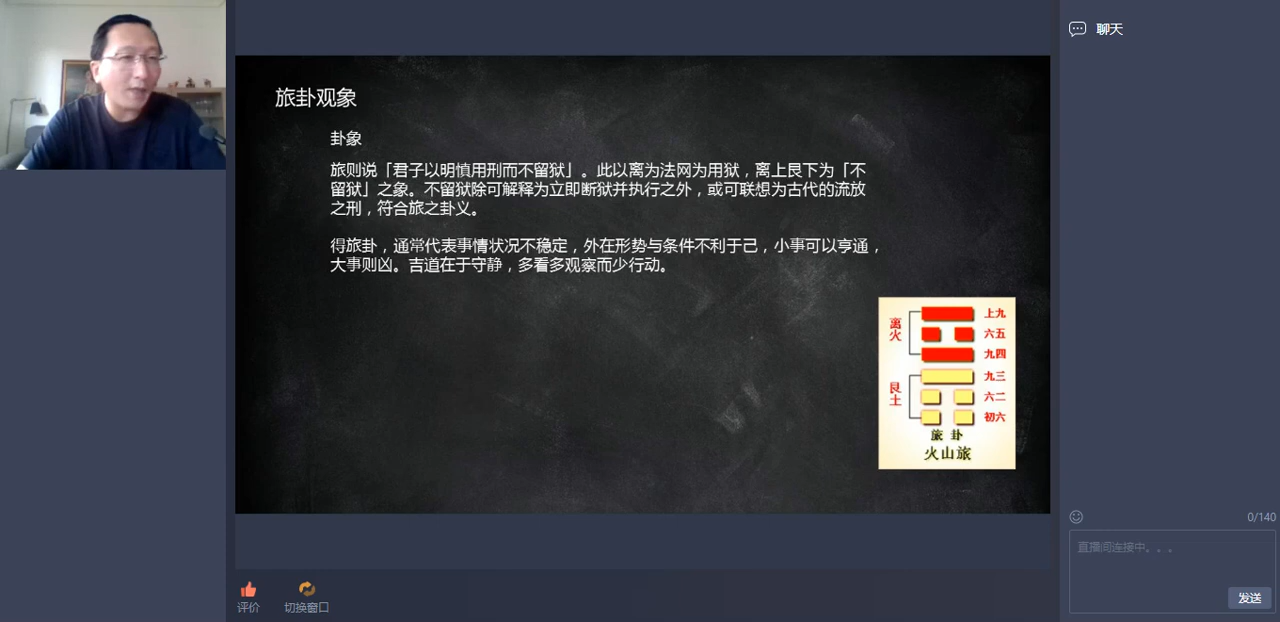 聊天
旅卦观象
卦象
旅则说「君子以明慎用刑而不留狱」。此以离为法网为用狱，离上艮下为「不
留狱」之象。不留狱除可解释为立即断狱并执行之外，或可联想为古代的流放
之刑，符合旅之卦义。
得旅卦，通常代表事情状况不稳定，外在形势与条件不利于己，小事可以亨通，
大事则凶。吉道在于守静，多看多观察而少行动。
离火
上九
六五
九四
艮土
九三
六二
初六
旅 卦
火山旅
0/140
直播间连接中。。。
发送
评价
切换窗口